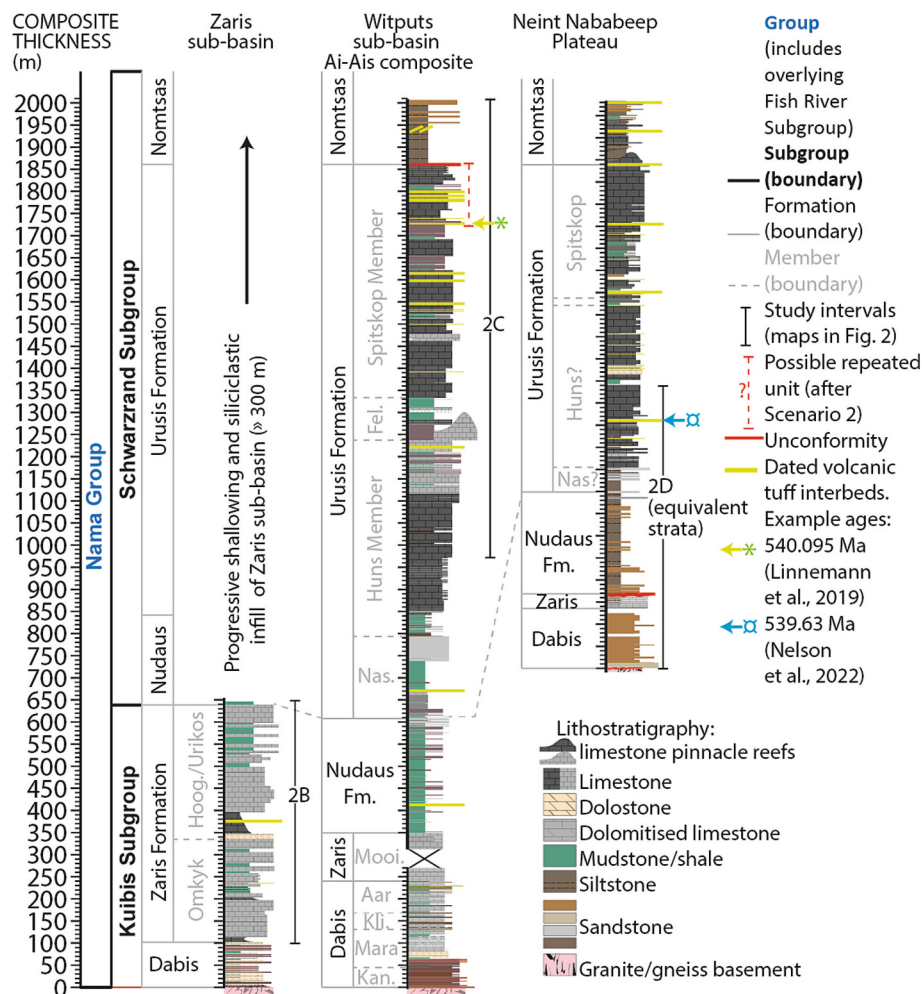 COMPOSITE
THICKNESS
(m)
Zaris
sub-basin
Witputs
sub-basin
Ai-Ais composite
Neint Nababeep
Plateau
2000
1950
1900
1850
1800
1750
1700
1650
1600
1550
1500
1450
1400
1350
1300
1250
1200
1150
1100
1050
1000
950
900
850
800
750
700
650
600
550
500
450
400
350
300
250
200
150
100
50
0
Nama Group
Schwarzrand Subgroup
Kuibis Subgroup
Nomtsas
Urusis Formation
Nudaus
Zaris Formation
Hoog./Urikos
Omkyk
Dabis
Progressive shallowing and siliciclastic
infill of Zaris sub-basin (» 300 m)
2B
Nomtsas
Urusis Formation
Spitskop Member
Fel.
Huns Member
Nas.
Nudaus
Fm.
Zaris
Mooi.
Dabis
Aar
Kli.
Mara
Kan.
2C
Nomtsas
Urusis Formation
Spitskop
Huns?
Nas?
Nudaus
Fm.
Zaris
Dabis
2D
(equivalent
strata)
Group
(includes
overlying
Fish River
Subgroup)
Subgroup
(boundary)
Formation
(boundary)
Member
(boundary)
Study intervals
(maps in Fig. 2)
Possible repeated
? unit (after
Scenario 2)
Unconformity
Dated volcanic
tuff interbeds.
Example ages:
540.095 Ma
(Linnemann
et al., 2019)
539.63 Ma
(Nelson
et al., 2022)
Lithostratigraphy:
limestone pinnacle reefs
Limestone
Dolostone
Dolomitised limestone
Mudstone/shale
Siltstone
Sandstone
Granite/gneiss basement